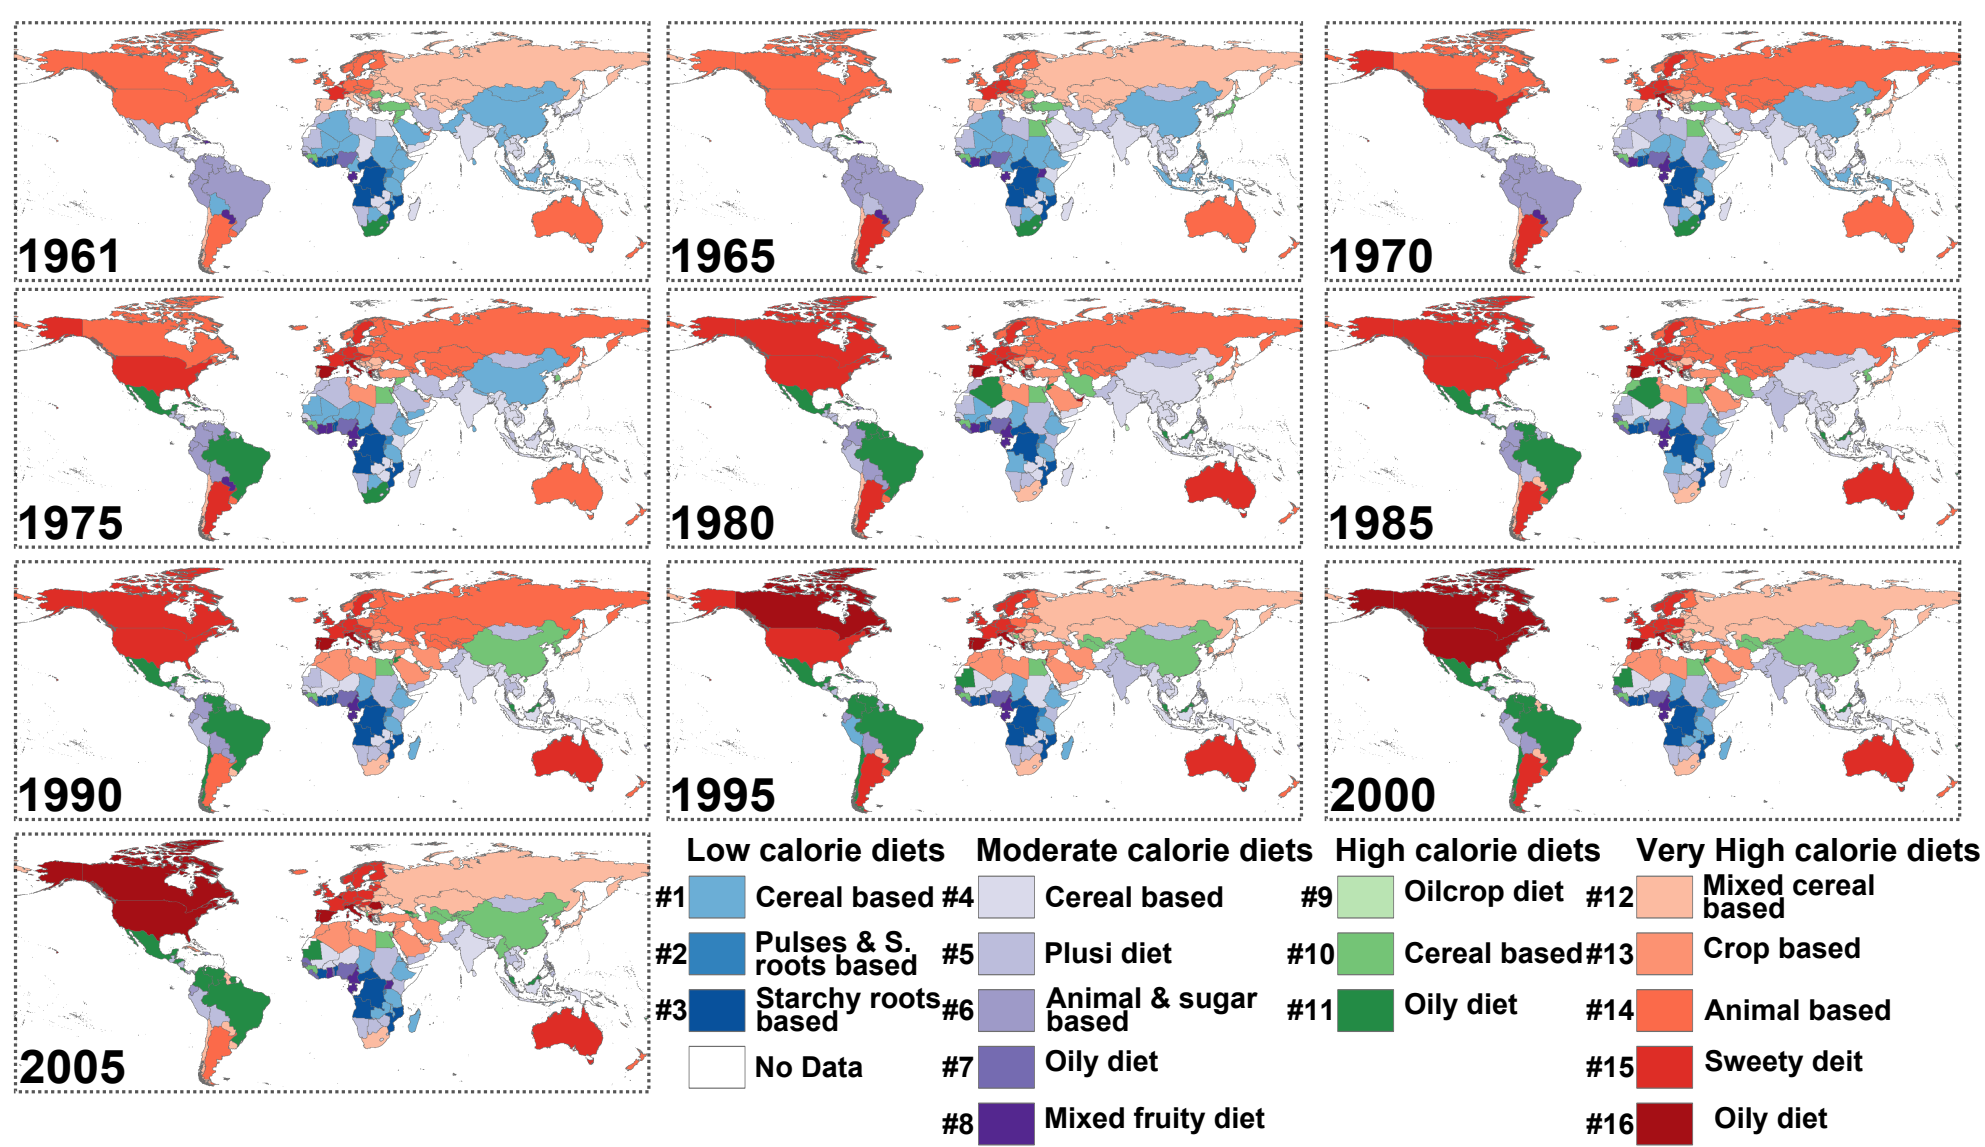 1961
1965
1970
1975
1980
1985
1990
1995
2000
2005
Low calorie diets
#1 Cereal based
#2 Pulses & S.
roots based
#3 Starchy roots
based
No Data
Moderate calorie diets
#4 Cereal based
#5 Plusi diet
#6 Animal & sugar
based
#7 Oily diet
#8 Mixed fruity diet
High calorie diets
#9 Oilcrop diet
#10 Cereal based
#11 Oily diet
Very High calorie diets
#12 Mixed cereal
based
#13 Crop based
#14 Animal based
#15 Sweety deit
#16 Oily diet